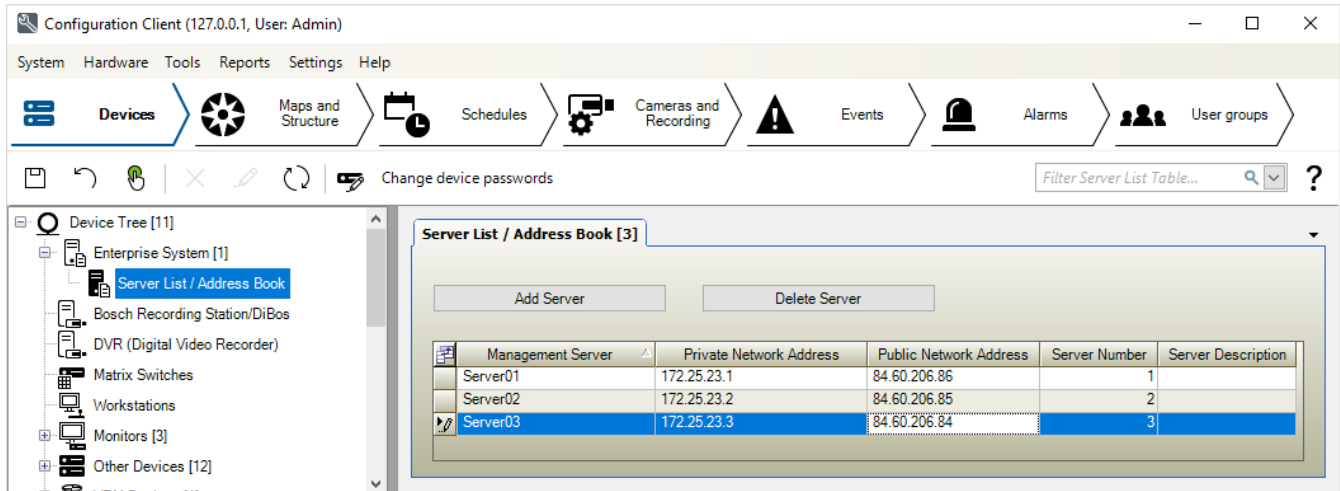 Configuration Client (127.0.0.1, User: Admin)
System Hardware Tools Reports Settings Help
Devices Maps and Structure Schedules Cameras and Recording Events Alarms User groups
Change device passwords Filter Server List Table... ?
Device Tree [11]
Enterprise System [1]
Server List / Address Book
Bosch Recording Station/DiBos
DVR (Digital Video Recorder)
Matrix Switches
Workstations
Monitors [3]
Other Devices [12]
Server List / Address Book [3]
Add Server Delete Server
Management Server Private Network Address Public Network Address Server Number Server Description
Server01 172.25.23.1 84.60.206.86 1
Server02 172.25.23.2 84.60.206.85 2
Server03 172.25.23.3 84.60.206.84 3